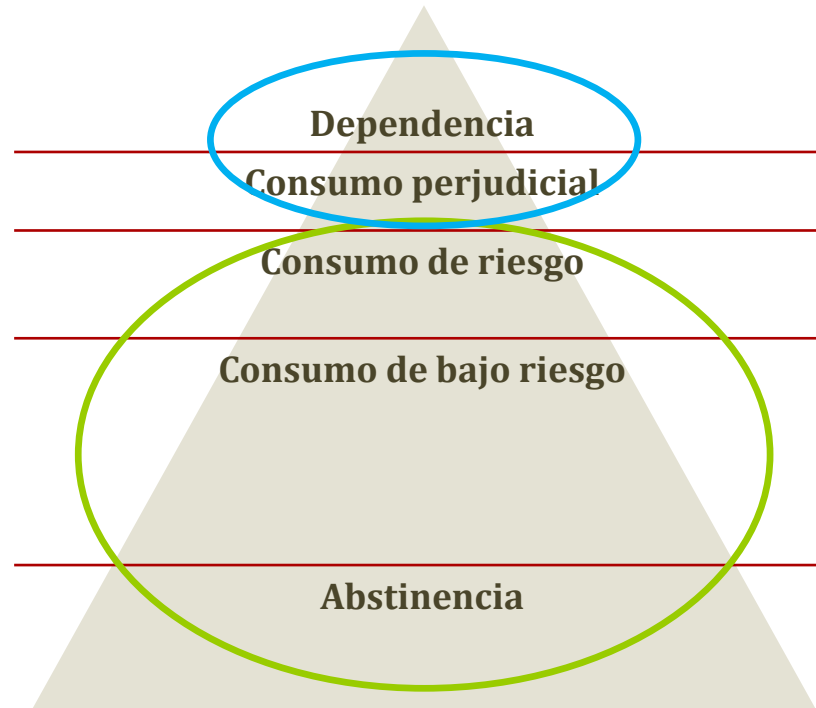 Dependencia
Consumo perjudicial
Consumo de riesgo
Consumo de bajo riesgo
Abstinencia